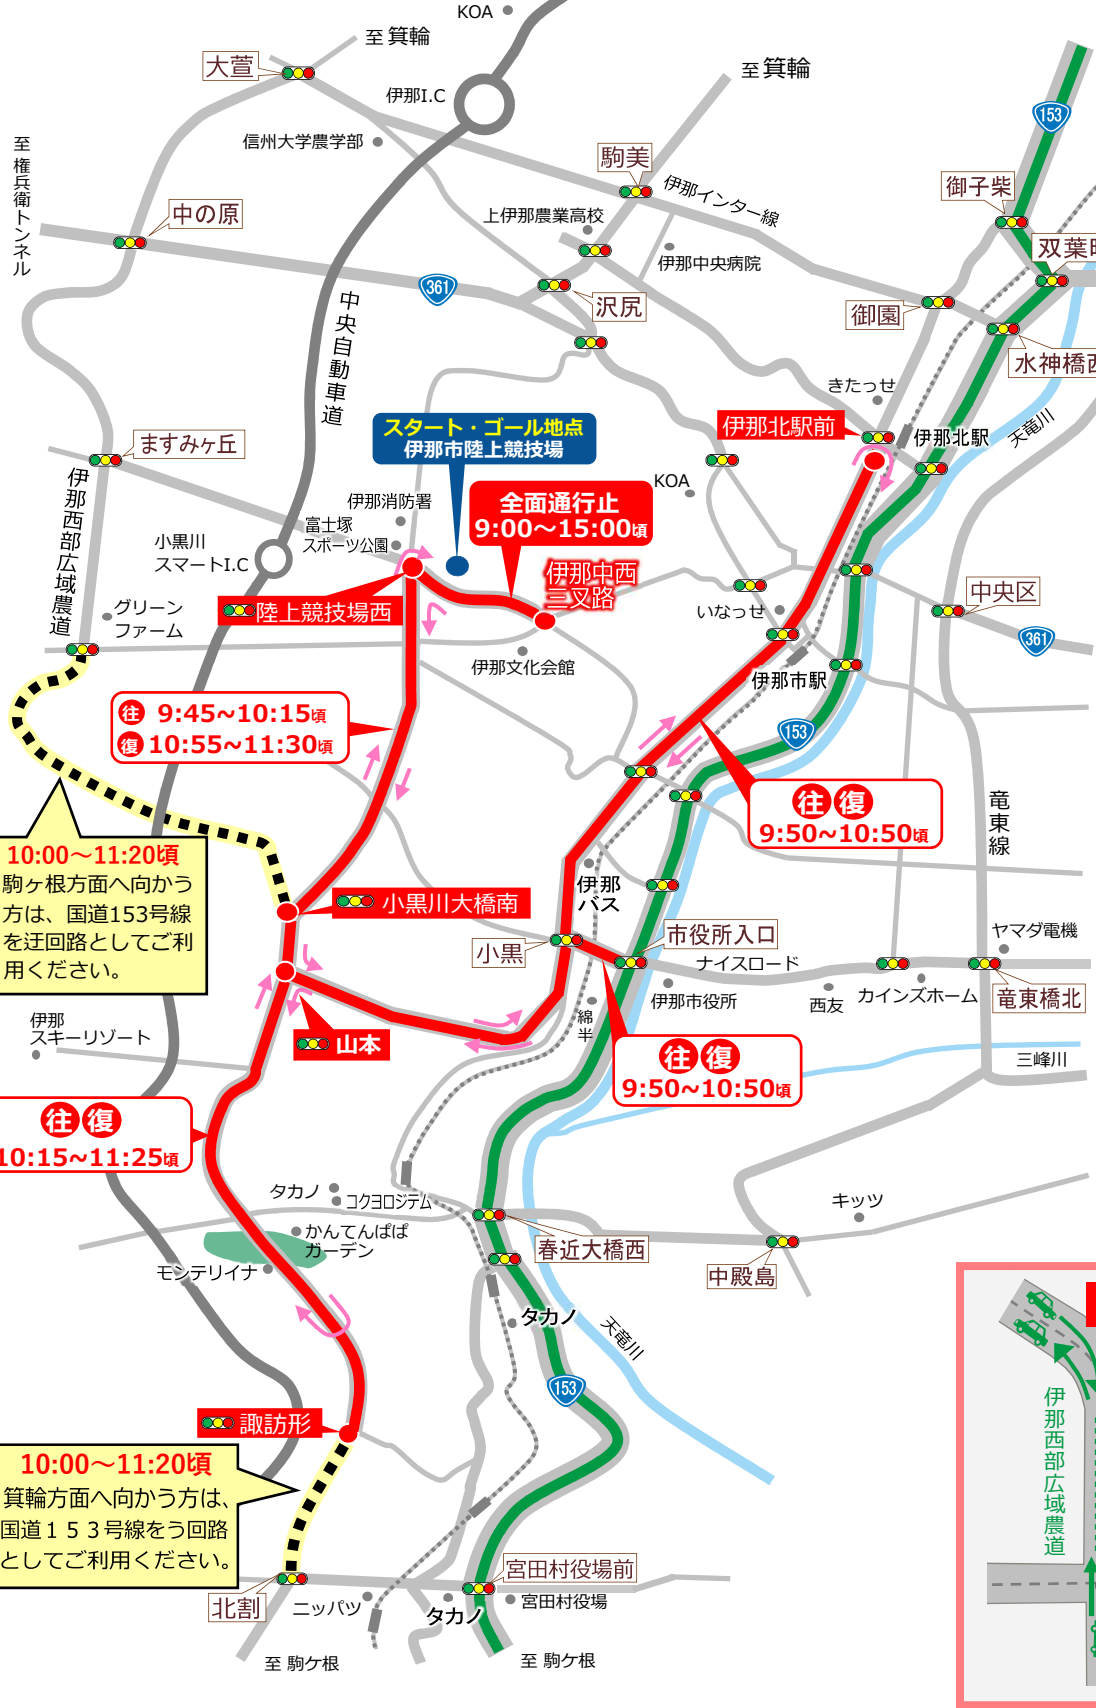 KOA
至 箕輪
大萱
伊那I.C
至 箕輪
信州大学農学部
153
至 権兵衛トンネル
駒美
伊那インター線
御子柴
中の原
上伊那農業高校
双葉町
伊那中央病院
361
沢尻
中央自動車道
御園
水神橋西
きたっせ
スタート・ゴール地点
伊那市陸上競技場
伊那北駅前
伊那北駅
天竜川
ますみヶ丘
伊那西部広域農道
KOA
伊那消防署
全面通行止
9:00～15:00頃
富士塚
スポーツ公園
小黒川
スマートI.C
伊那中西
三叉路
中央区
グリーン
ファーム
陸上競技場西
いなっせ
361
伊那文化会館
伊那市駅
往 9:45~10:15頃
復 10:55~11:30頃
153
往 復
9:50~10:50頃
竜東線
10:00～11:20頃
駒ヶ根方面へ向かう
方は、国道153号線
を迂回路としてご利
用ください。
伊那
バス
小黒川大橋南
市役所入口
ヤマダ電機
小黒
ナイスロード
伊那市役所
西友
カインズホーム
竜東橋北
綿半
伊那
スキーリゾート
山本
往 復
9:50~10:50頃
三峰川
往 復
10:15~11:25頃
タカノ
コクヨロジテム
キッツ
かんてんぱぱ
ガーデン
春近大橋西
モンテリイナ
中殿島
タカノ
天竜川
153
諏訪形
伊那西部広域農道
10:00～11:20頃
箕輪方面へ向かう方は、
国道１５３号線をう回路
としてご利用ください。
宮田村役場前
北割
ニッパツ
タカノ
宮田村役場
至 駒ケ根
至 駒ケ根